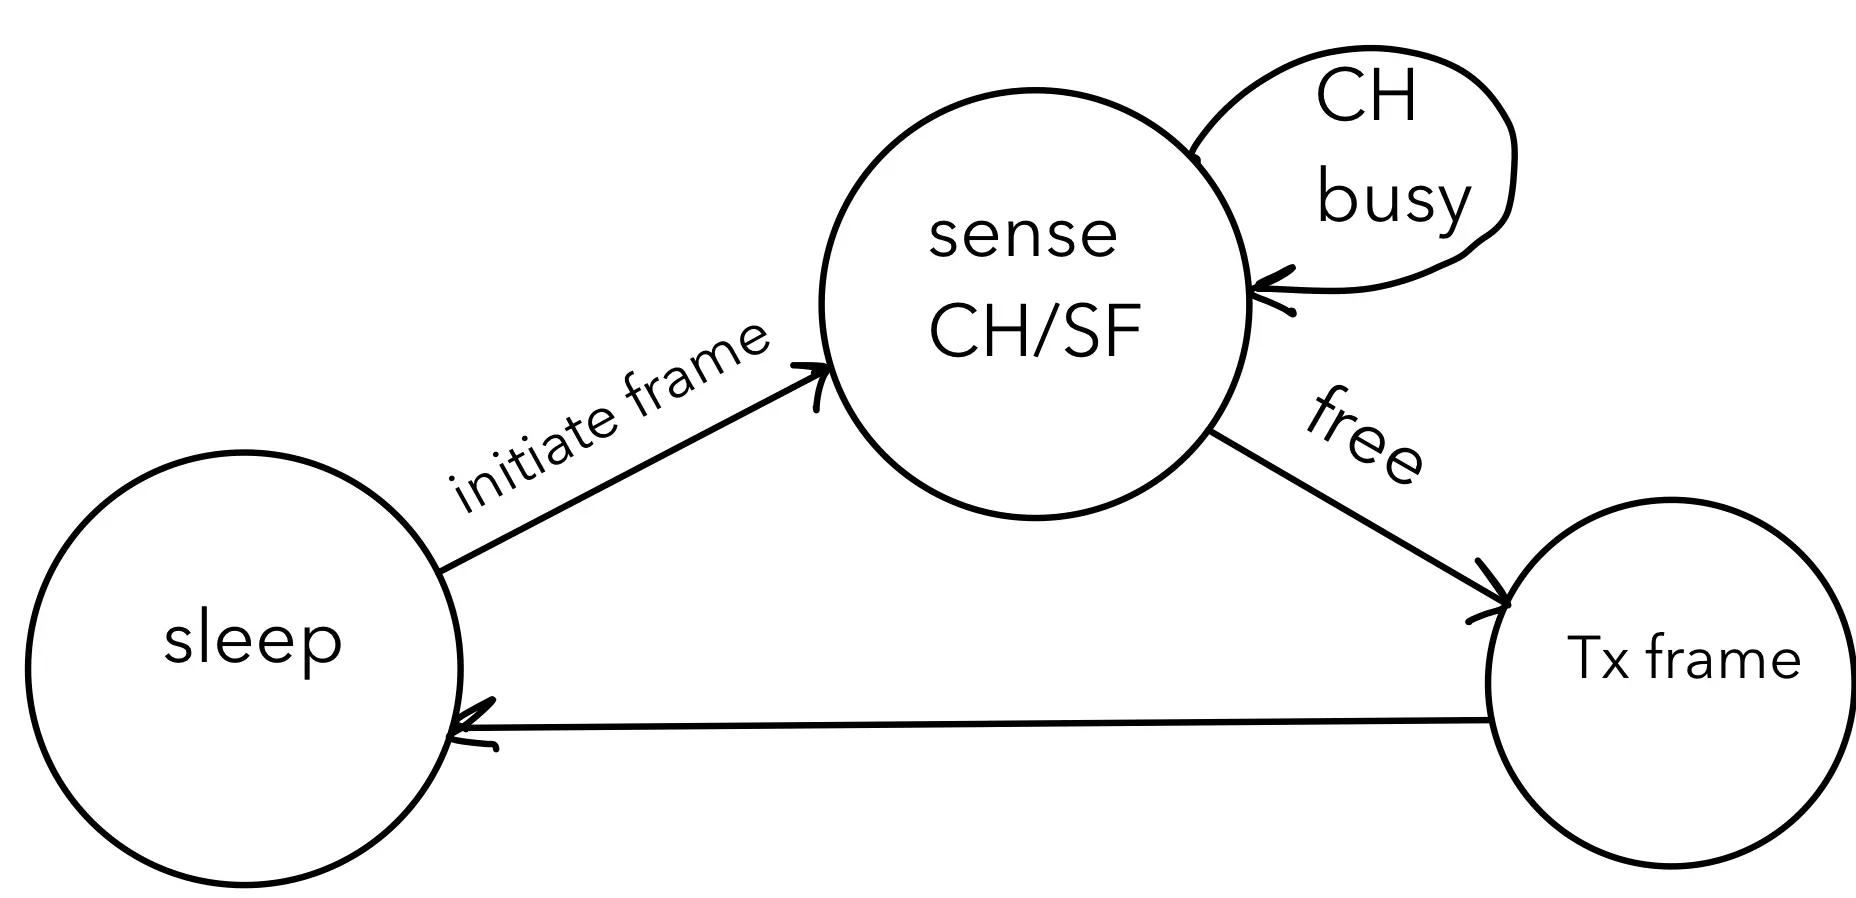 CH
busy
sense
CH/SF
initiate frame
free
sleep
Tx frame